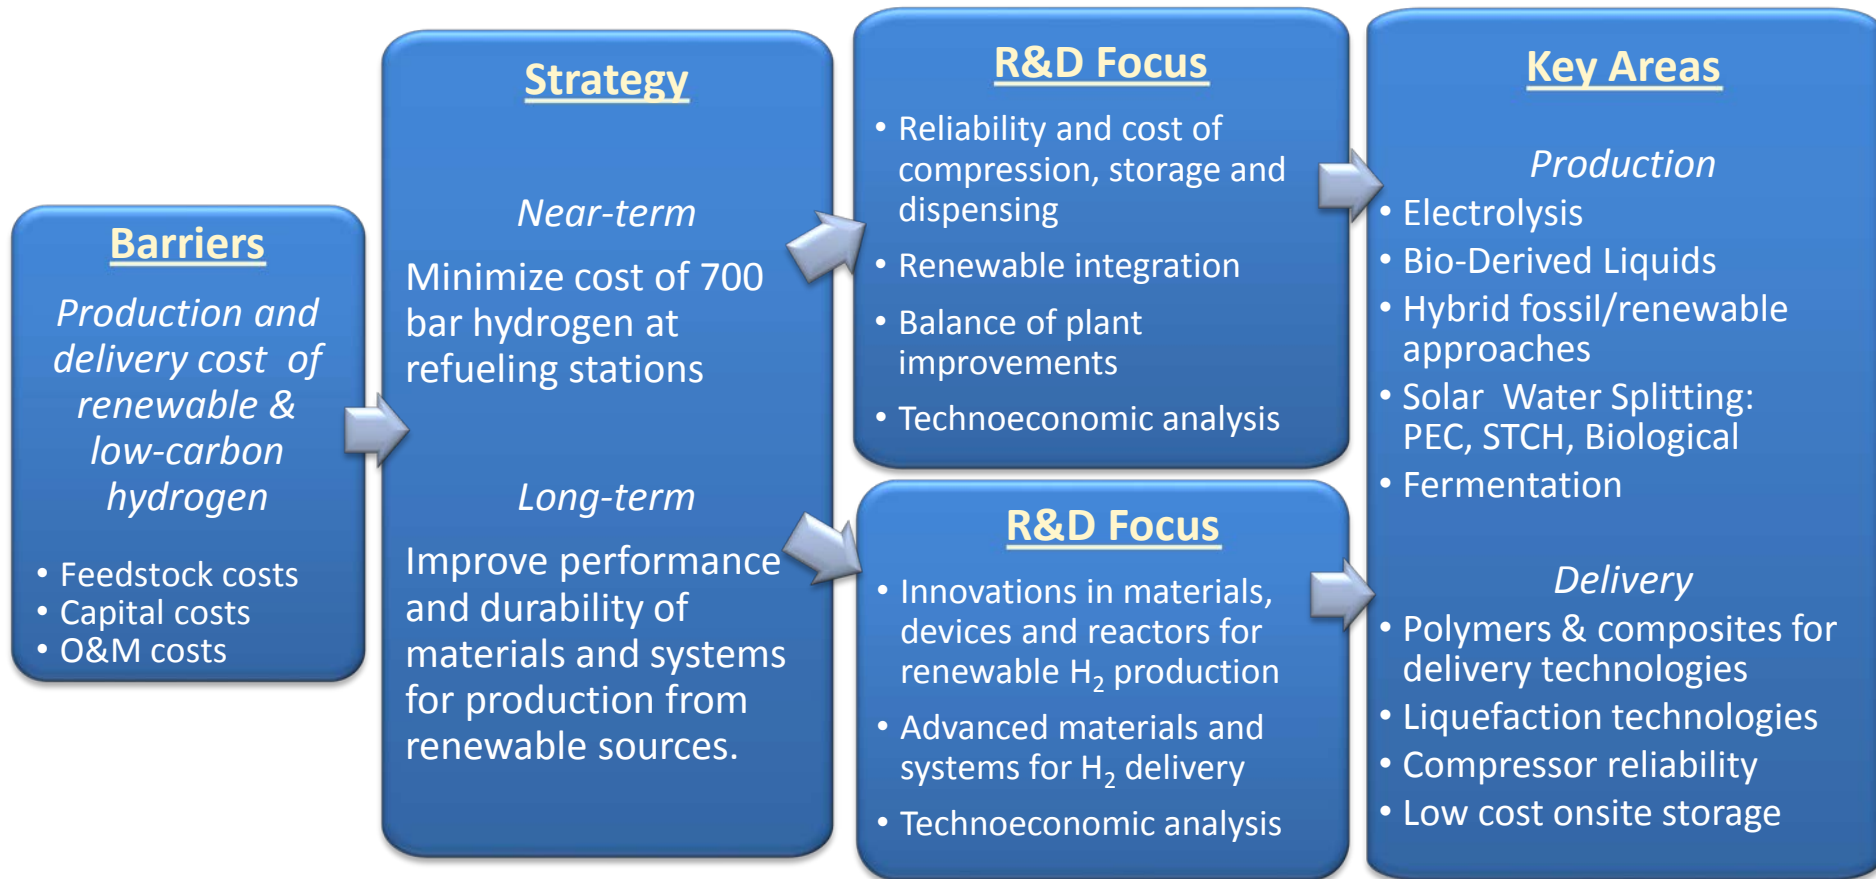 Barriers
Production and
delivery cost of
renewable &
low-carbon
hydrogen
• Feedstock costs
• Capital costs
• O&M costs
Strategy
Near-term
Minimize cost of 700
bar hydrogen at
refueling stations
Long-term
Improve performance
and durability of
materials and systems
for production from
renewable sources.
R&D Focus
• Reliability and cost of
compression, storage and
dispensing
• Renewable integration
• Balance of plant
improvements
• Technoeconomic analysis
R&D Focus
• Innovations in materials,
devices and reactors for
renewable H₂ production
• Advanced materials and
systems for H₂ delivery
• Technoeconomic analysis
Key Areas
Production
• Electrolysis
• Bio-Derived Liquids
• Hybrid fossil/renewable
approaches
• Solar Water Splitting:
PEC, STCH, Biological
• Fermentation
Delivery
• Polymers & composites for
delivery technologies
• Liquefaction technologies
• Compressor reliability
• Low cost onsite storage